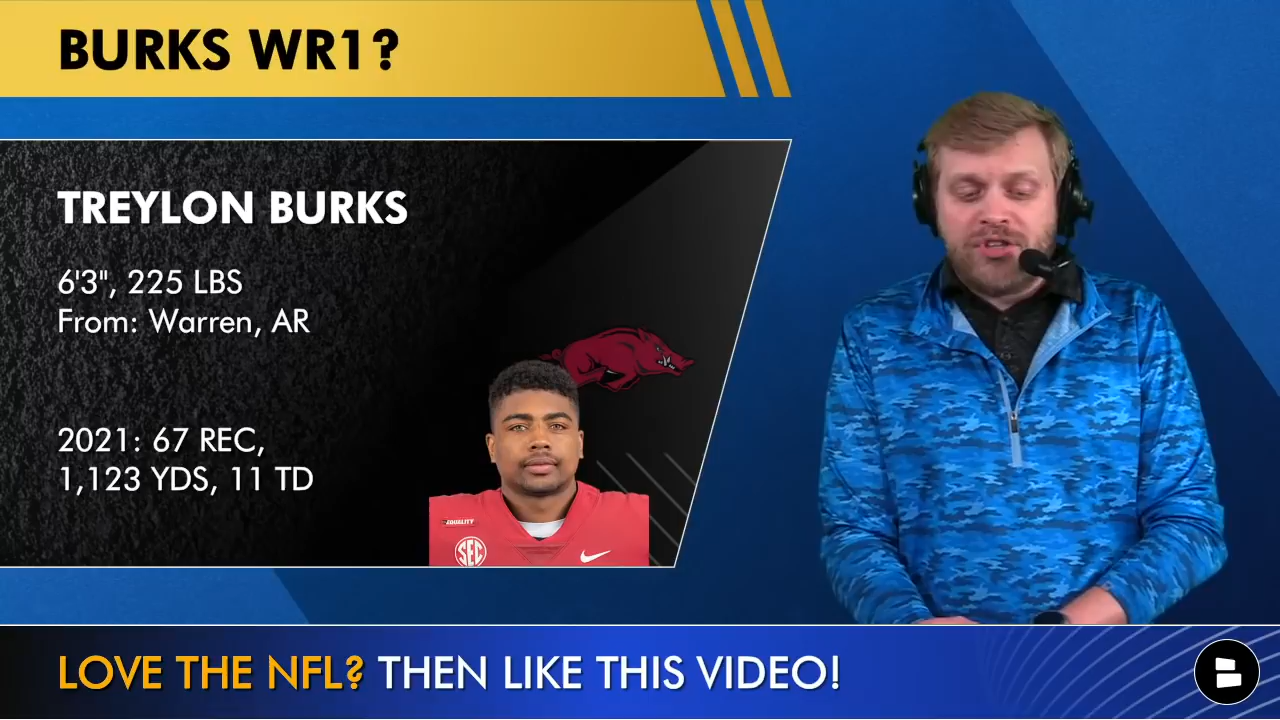 BURKS WR1?
TREYLON BURKS
6'3", 225 LBS
From: Warren, AR
2021: 67 REC,
1,123 YDS, 11 TD
EQUALITY
SEC
LOVE THE NFL? THEN LIKE THIS VIDEO!